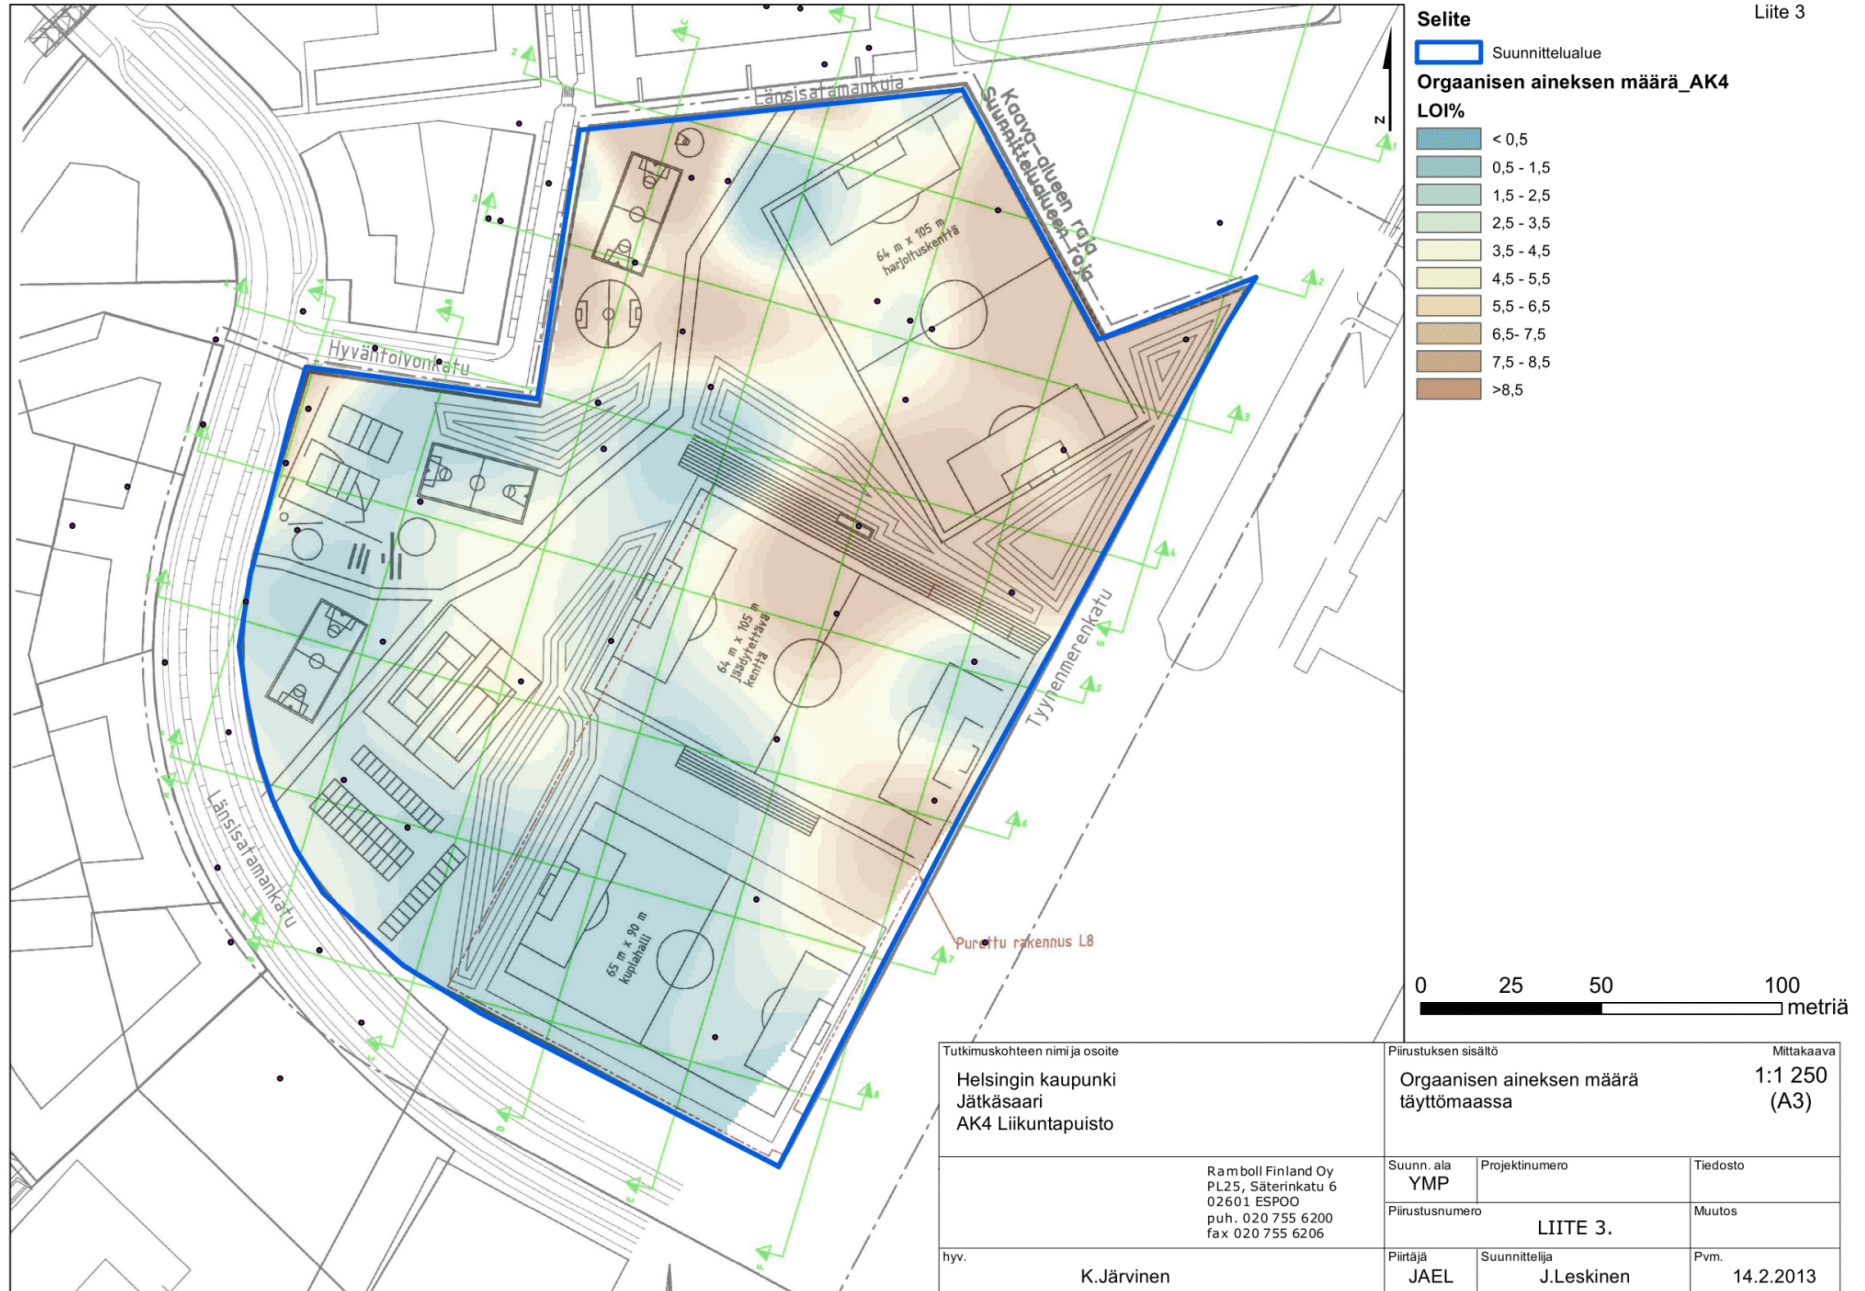 Liite 3
Selite
Suunnittelualue
Orgaanisen aineksen määrä_AK4
LOI%
< 0,5
0,5 - 1,5
1,5 - 2,5
2,5 - 3,5
3,5 - 4,5
4,5 - 5,5
5,5 - 6,5
6,5- 7,5
7,5 - 8,5
>8,5
N
Länsisatamankuja
Kaava-alueen raja
Suunnittelualueen raja
64 m x 105 m
harjoituskenttä
Hyväntoivonkatu
64 m x 105 m
jäädytettävä
kenttä
Tyynenmerenkatu
Länsisatamankatu
65 m x 90 m
kuplahalli
Purettu rakennus L8
0 25 50 100
metriä
Tutkimuskohteen nimi ja osoite
Helsingin kaupunki
Jätkäsaari
AK4 Liikuntapuisto
Piirustuksen sisältö
Orgaanisen aineksen määrä
täyttömaassa
Mittakaava
1:1 250
(A3)
Ramboll Finland Oy
PL25, Säterinkatu 6
02601 ESPOO
puh. 020 755 6200
fax 020 755 6206
Suunn. ala
YMP
Projektinumero
Tiedosto
Piirustusnumero
LIITE 3.
Muutos
hyv.
K.Järvinen
Piirtäjä
JAEL
Suunnittelija
J.Leskinen
Pvm.
14.2.2013